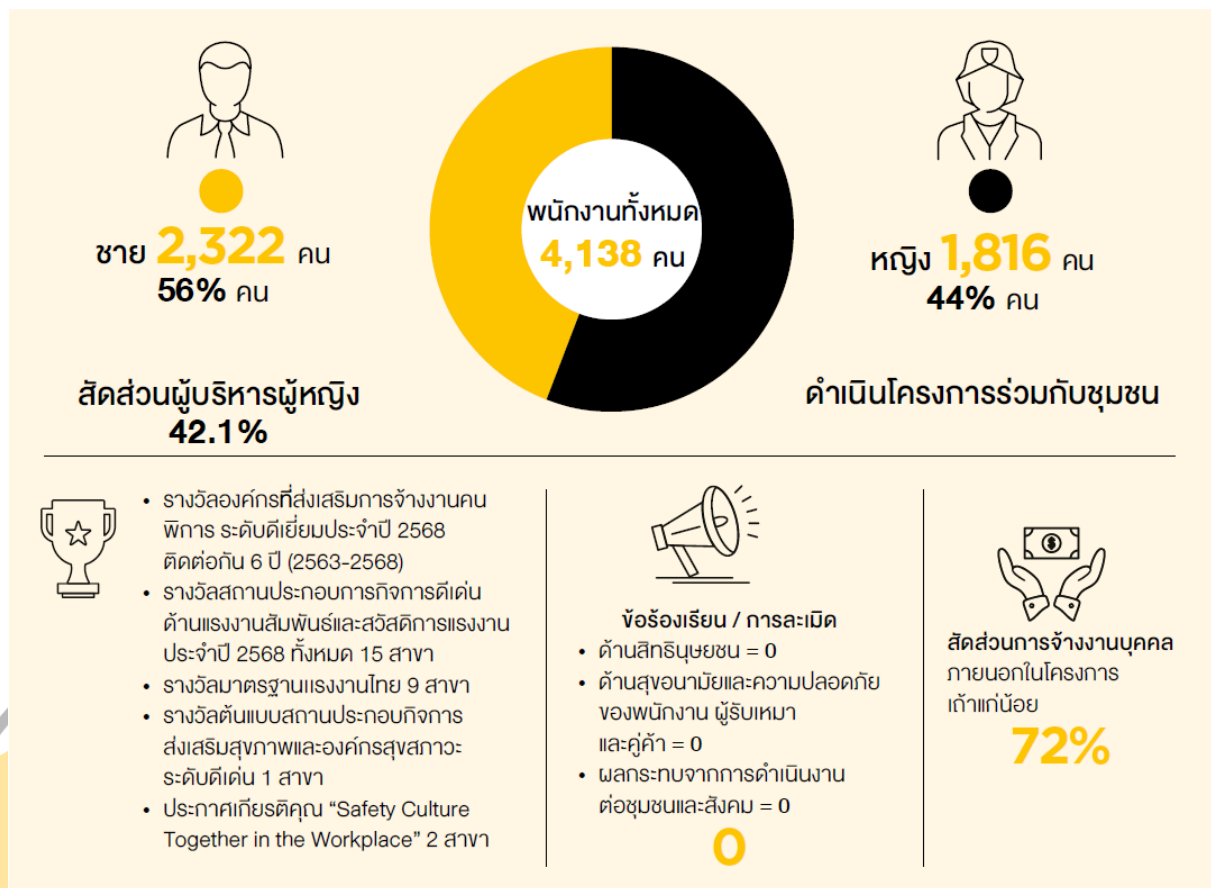 พนักงานทั้งหมด
4,138 คน
ชาย 2,322 คน
56% คน
หญิง 1,816 คน
44% คน
สัดส่วนผู้บริหารผู้หญิง
42.1%
ดำเนินโครงการร่วมกับชุมชน
• รางวัลองค์กรที่ส่งเสริมการจ้างงานคน
พิการ ระดับดีเยี่ยมประจำปี 2568
ติดต่อกัน 6 ปี (2563-2568)
• รางวัลสถานประกอบการกิจการดีเด่น
ด้านแรงงานสัมพันธ์และสวัสดิการแรงงาน
ประจำปี 2568 ทั้งหมด 15 สาขา
• รางวัลมาตรฐานแรงงานไทย 9 สาขา
• รางวัลต้นแบบสถานประกอบกิจการ
ส่งเสริมสุขภาพและองค์กรสุขสภาวะ
ระดับดีเด่น 1 สาขา
• ประกาศเกียรติคุณ “Safety Culture
Together in the Workplace” 2 สาขา
ข้อร้องเรียน / การละเมิด
• ด้านสิทธินุษยชน = 0
• ด้านสุขอนามัยและความปลอดภัย
ของพนักงาน ผู้รับเหมา
และคู่ค้า = 0
• ผลกระทบจากการดำเนินงาน
ต่อชุมชนและสังคม = 0
0
สัดส่วนการจ้างงานบุคคล
ภายนอกในโครงการ
เถ้าแก่น้อย
72%